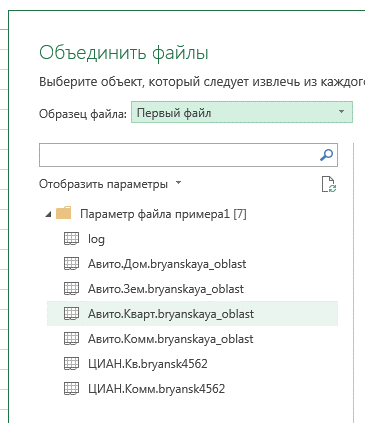 Объединить файлы
Выберите объект, который следует извлечь из каждого
Образец файла: Первый файл
Отобразить параметры
Параметр файла примера1 [7]
log
Авито.Дом.bryanskaya_oblast
Авито.Зем.bryanskaya_oblast
Авито.Кварт.bryanskaya_oblast
Авито.Комм.bryanskaya_oblast
ЦИАН.Кв.bryansk4562
ЦИАН.Комм.bryansk4562